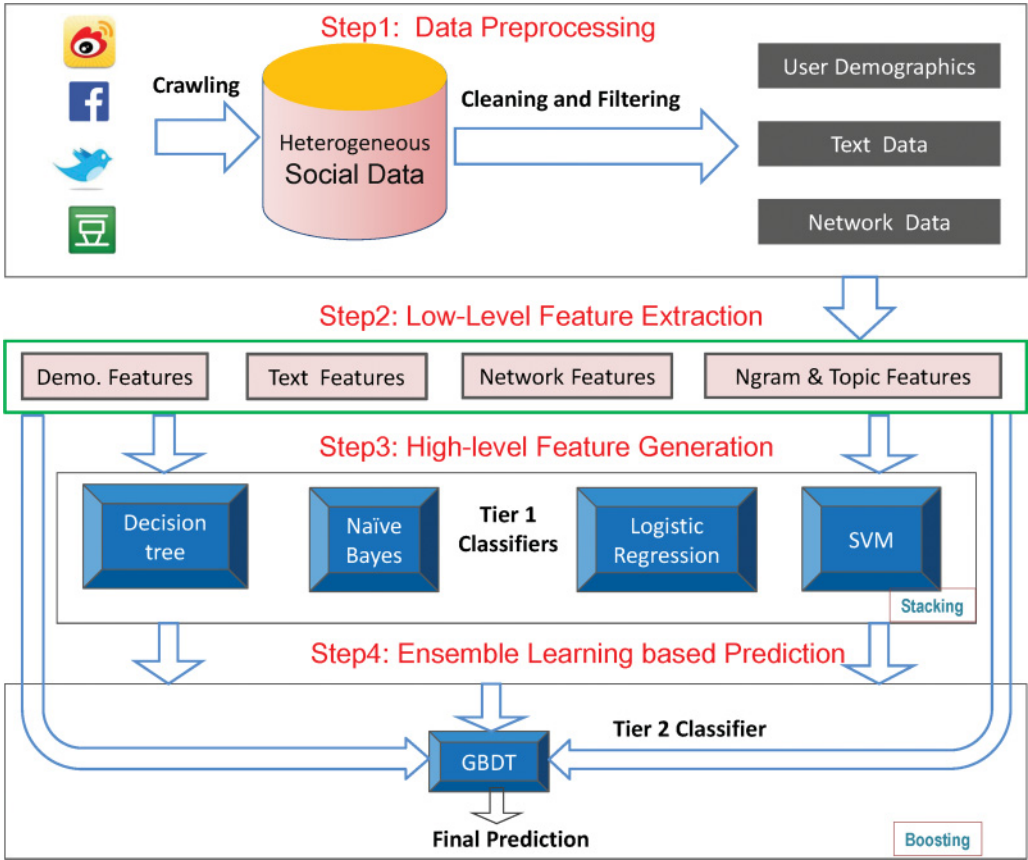 Step1: Data Preprocessing
f
豆
Crawling
Heterogeneous
Social Data
Cleaning and Filtering
User Demographics
Text Data
Network Data
Step2: Low-Level Feature Extraction
Demo. Features
Text Features
Network Features
Ngram & Topic Features
Step3: High-level Feature Generation
Decision
tree
Naïve
Bayes
Tier 1
Classifiers
Logistic
Regression
SVM
Stacking
Step4: Ensemble Learning based Prediction
Tier 2 Classifier
GBDT
Final Prediction
Boosting